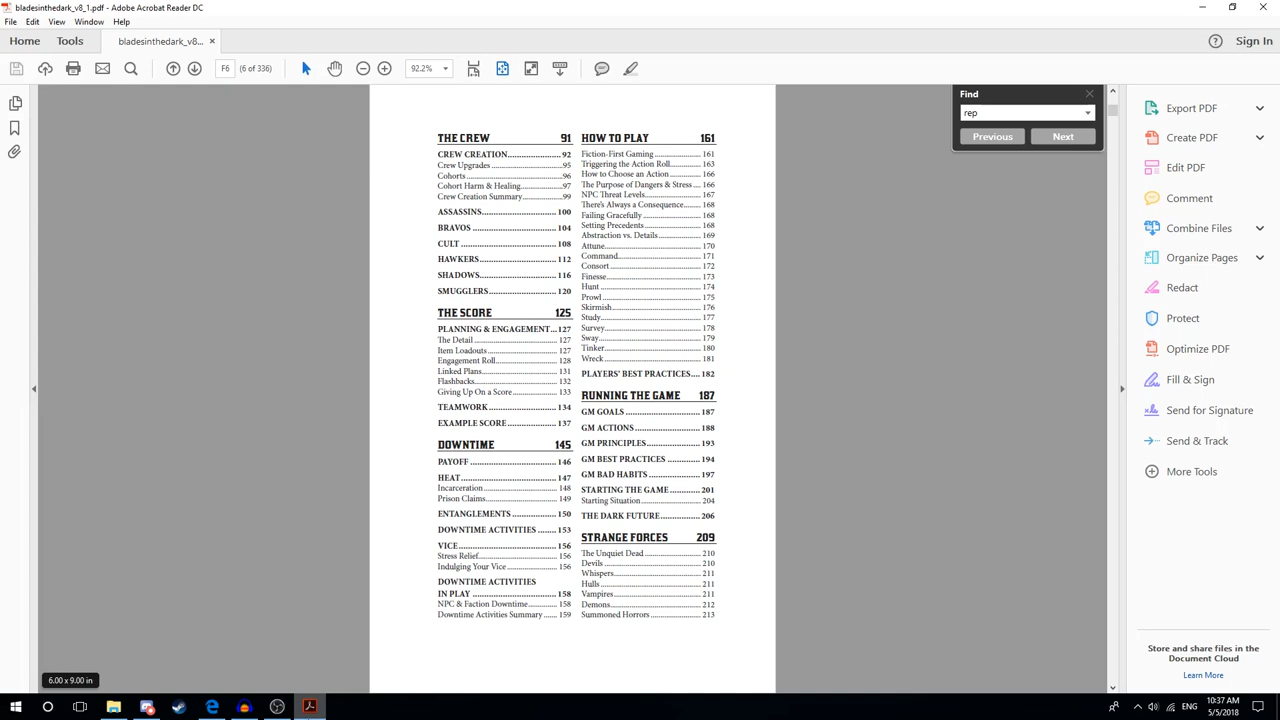 bladesinthedark_v8_1.pdf - Adobe Acrobat Reader DC
File Edit View Window Help
Home Tools bladesinthedark_v8... ×
Sign In
F6 (6 of 336) 92.2%
Find
rep
Previous Next
THE CREW 91
CREW CREATION 92
Crew Upgrades 95
Cohorts 96
Cohort Harm & Healing 97
Crew Creation Summary 99
ASSASSINS 100
BRAVOS 104
CULT 108
HAWKERS 112
SHADOWS 116
SMUGGLERS 120
THE SCORE 125
PLANNING & ENGAGEMENT 127
The Detail 127
Item Loadouts 127
Engagement Roll 128
Linked Plans 131
Flashbacks 132
Giving Up On a Score 133
TEAMWORK 134
EXAMPLE SCORE 137
DOWNTIME 145
PAYOFF 146
HEAT 147
Incarceration 148
Prison Claims 149
ENTANGLEMENTS 150
DOWNTIME ACTIVITIES 153
VICE 156
Stress Relief 156
Indulging Your Vice 156
DOWNTIME ACTIVITIES
IN PLAY 158
NPC & Faction Downtime 158
Downtime Activities Summary 159
HOW TO PLAY 161
Fiction-First Gaming 161
Triggering the Action Roll 163
How to Choose an Action 166
The Purpose of Dangers & Stress 166
NPC Threat Levels 167
There's Always a Consequence 168
Failing Gracefully 168
Setting Precedents 168
Abstraction vs. Details 169
Attune 170
Command 171
Consort 172
Finesse 173
Hunt 174
Prowl 175
Skirmish 176
Study 177
Survey 178
Sway 179
Tinker 180
Wreck 181
PLAYERS' BEST PRACTICES 182
RUNNING THE GAME 187
GM GOALS 187
GM ACTIONS 188
GM PRINCIPLES 193
GM BEST PRACTICES 194
GM BAD HABITS 197
STARTING THE GAME 201
Starting Situation 204
THE DARK FUTURE 206
STRANGE FORCES 209
The Unquiet Dead 210
Devils 210
Whispers 211
Hulls 211
Vampires 211
Demons 212
Summoned Horrors 213
Export PDF
Create PDF
Edit PDF
Comment
Combine Files
Organize Pages
Redact
Protect
Optimize PDF
Fill & Sign
Send for Signature
Send & Track
More Tools
Store and share files in the
Document Cloud
Learn More
6.00 x 9.00 in
ENG
10:37 AM
5/5/2018